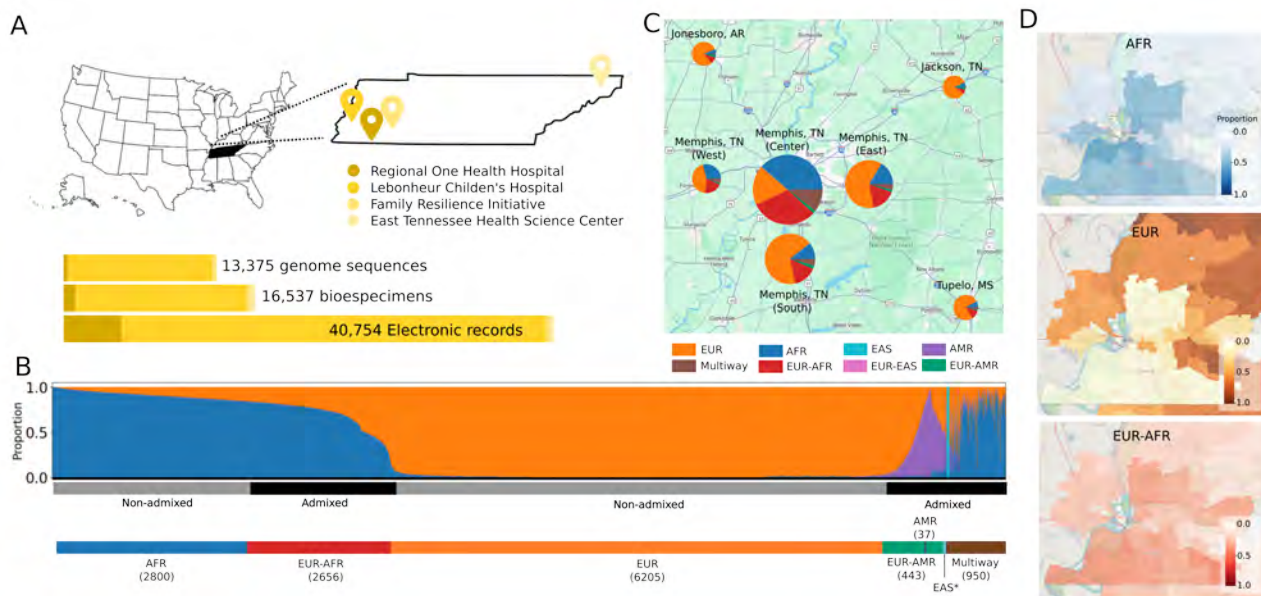 A
Regional One Health Hospital
Lebonheur Childen's Hospital
Family Resilience Initiative
East Tennessee Health Science Center
13,375 genome sequences
16,537 bioespecimens
40,754 Electronic records
B
Proportion
1.0
0.5
0.0
Non-admixed
Admixed
Non-admixed
Admixed
AFR
(2800)
EUR-AFR
(2656)
EUR
(6205)
AMR
(37)
EUR-AMR
(443)
EAS*
Multiway
(950)
C
Jonesboro, AR
Jackson, TN
Memphis, TN
(West)
Memphis, TN
(Center)
Memphis, TN
(East)
Memphis, TN
(South)
Tupelo, MS
EUR
AFR
EAS
AMR
Multiway
EUR-AFR
EUR-EAS
EUR-AMR
D
AFR
Proportion
0.0
0.5
1.0
EUR
0.0
0.5
1.0
EUR-AFR
0.0
0.5
1.0